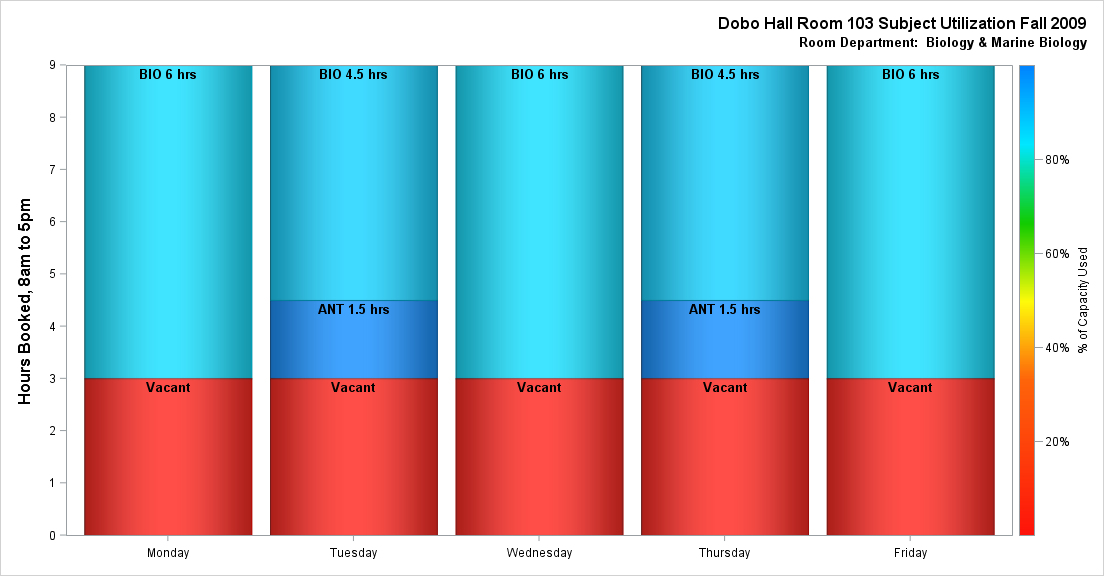 Dobo Hall Room 103 Subject Utilization Fall 2009
Room Department: Biology & Marine Biology
Hours Booked, 8am to 5pm
9
8
7
6
5
4
3
2
1
0
BIO 6 hrs
BIO 4.5 hrs
BIO 6 hrs
BIO 4.5 hrs
BIO 6 hrs
ANT 1.5 hrs
ANT 1.5 hrs
Vacant
Vacant
Vacant
Vacant
Vacant
Monday
Tuesday
Wednesday
Thursday
Friday
80%
60%
40%
20%
% of Capacity Used